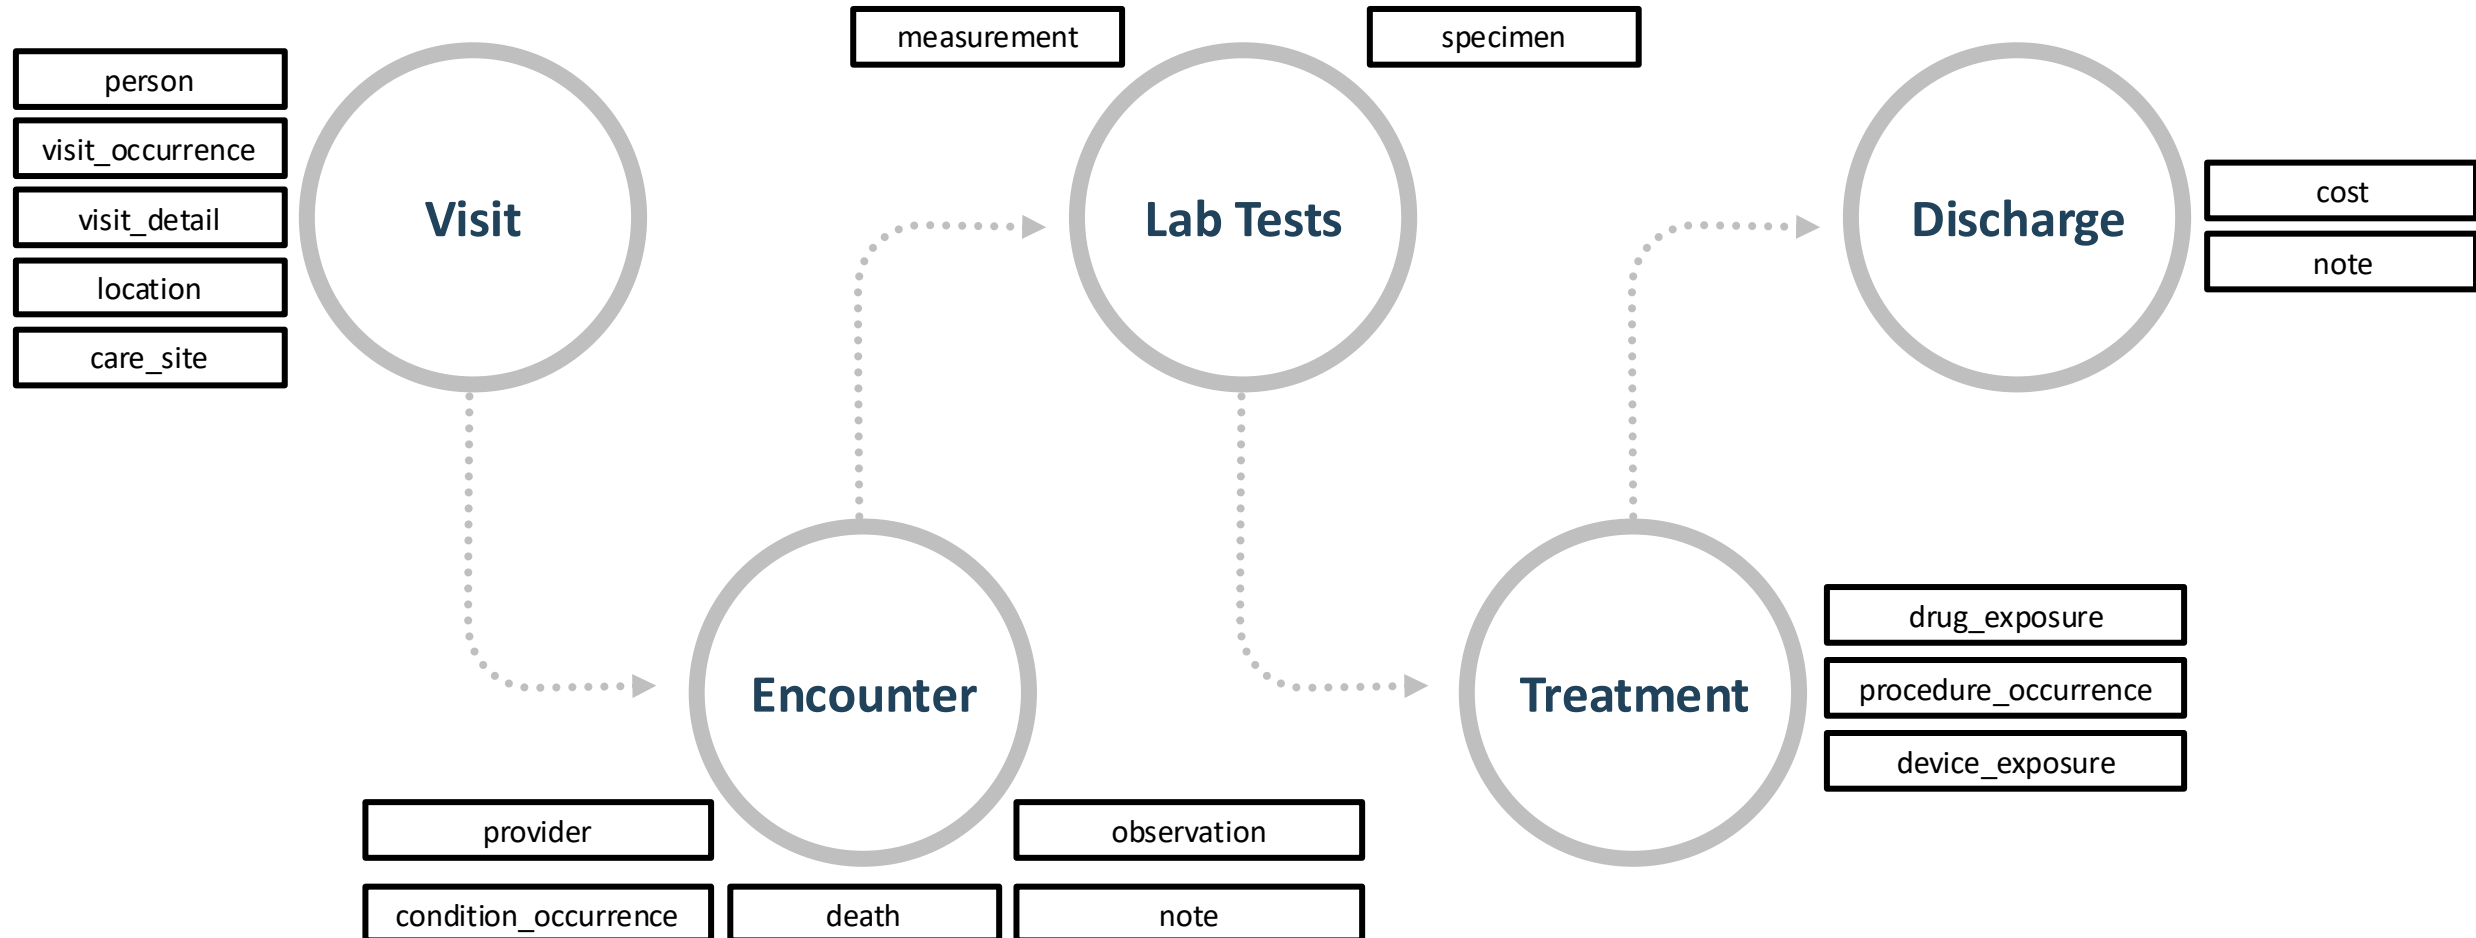 measurement
specimen
person
visit_occurrence
visit_detail
location
care_site
Visit
Lab Tests
Discharge
cost
note
Encounter
Treatment
drug_exposure
procedure_occurrence
device_exposure
provider
observation
condition_occurrence
death
note